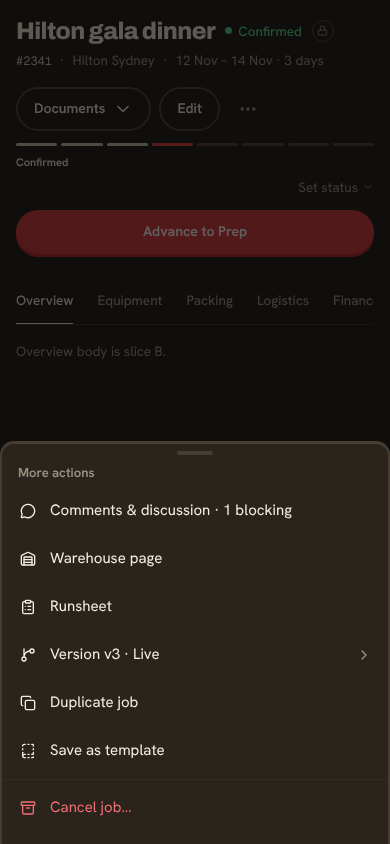 Hilton gala dinner • Confirmed
#2341 · Hilton Sydney · 12 Nov – 14 Nov · 3 days
Documents Edit
Confirmed
Set status
Advance to Prep
Overview Equipment Packing Logistics Financ
Overview body is slice B.
More actions
Comments & discussion · 1 blocking
Warehouse page
Runsheet
Version v3 · Live
Duplicate job
Save as template
Cancel job...